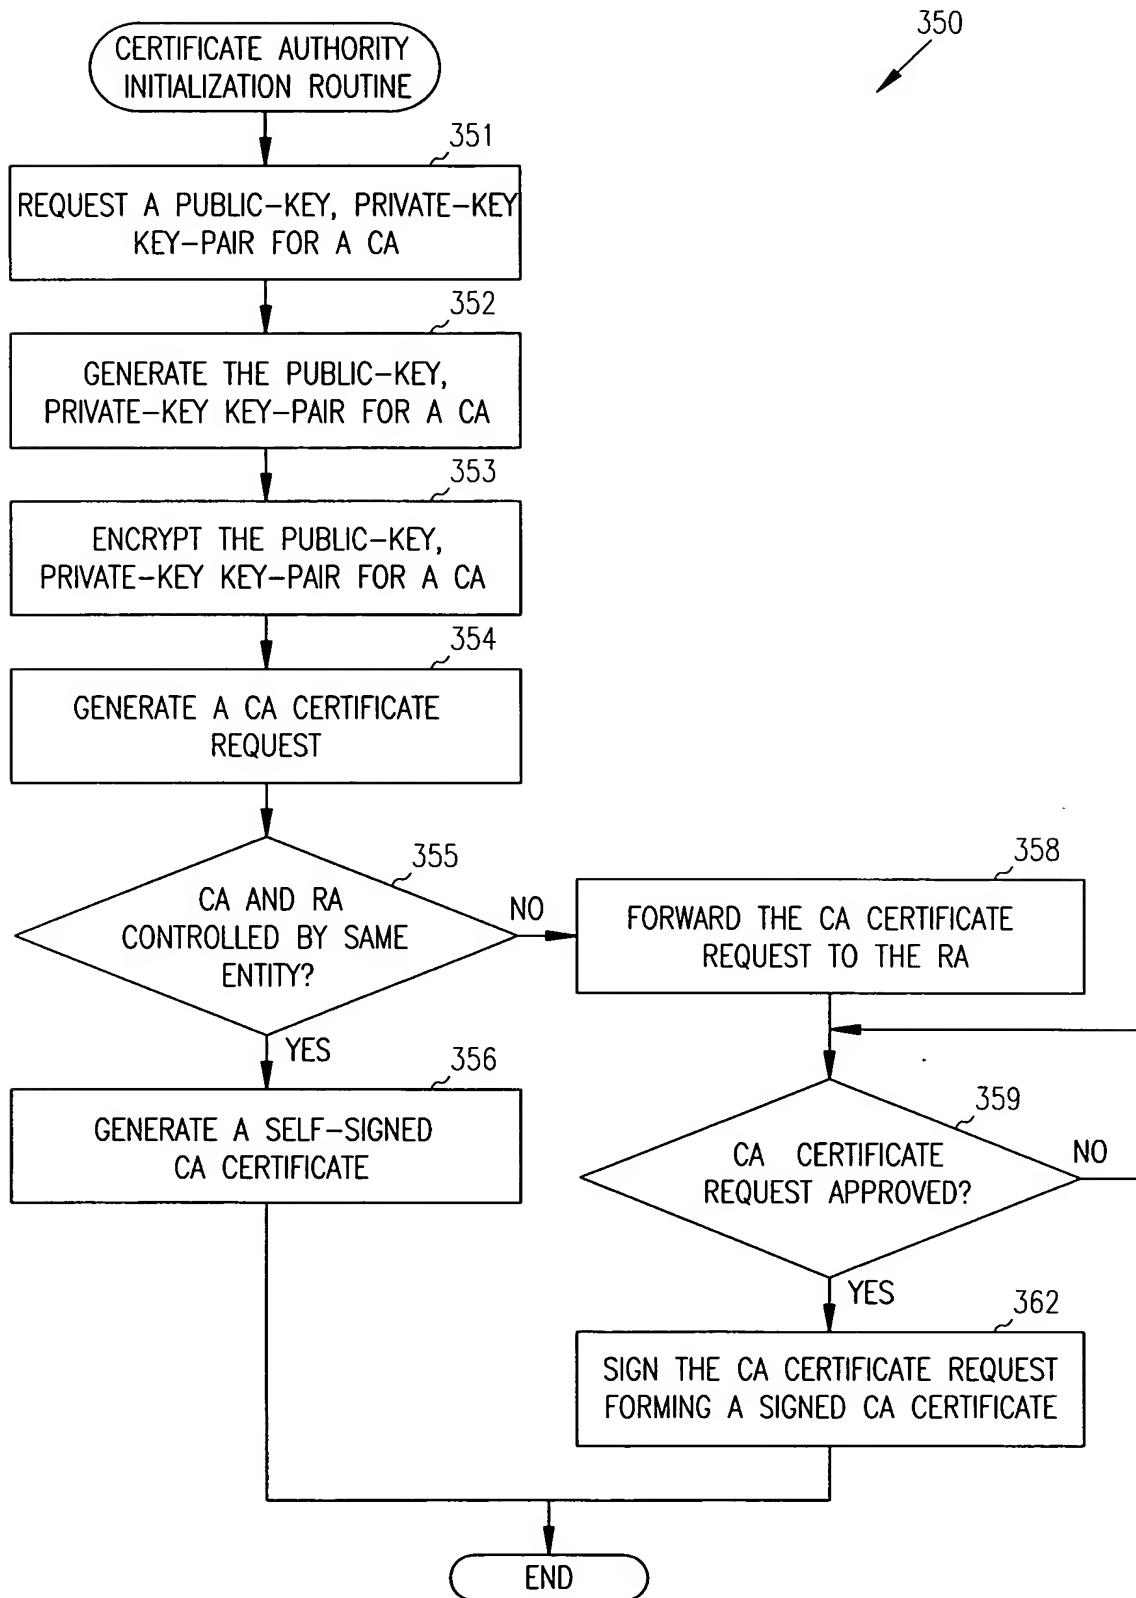 350
CERTIFICATE AUTHORITY
INITIALIZATION ROUTINE
351
REQUEST A PUBLIC-KEY, PRIVATE-KEY
KEY-PAIR FOR A CA
352
GENERATE THE PUBLIC-KEY,
PRIVATE-KEY KEY-PAIR FOR A CA
353
ENCRYPT THE PUBLIC-KEY,
PRIVATE-KEY KEY-PAIR FOR A CA
354
GENERATE A CA CERTIFICATE
REQUEST
355
CA AND RA
CONTROLLED BY SAME
ENTITY?
NO
YES
356
GENERATE A SELF-SIGNED
CA CERTIFICATE
358
FORWARD THE CA CERTIFICATE
REQUEST TO THE RA
359
CA CERTIFICATE
REQUEST APPROVED?
NO
YES
362
SIGN THE CA CERTIFICATE REQUEST
FORMING A SIGNED CA CERTIFICATE
END